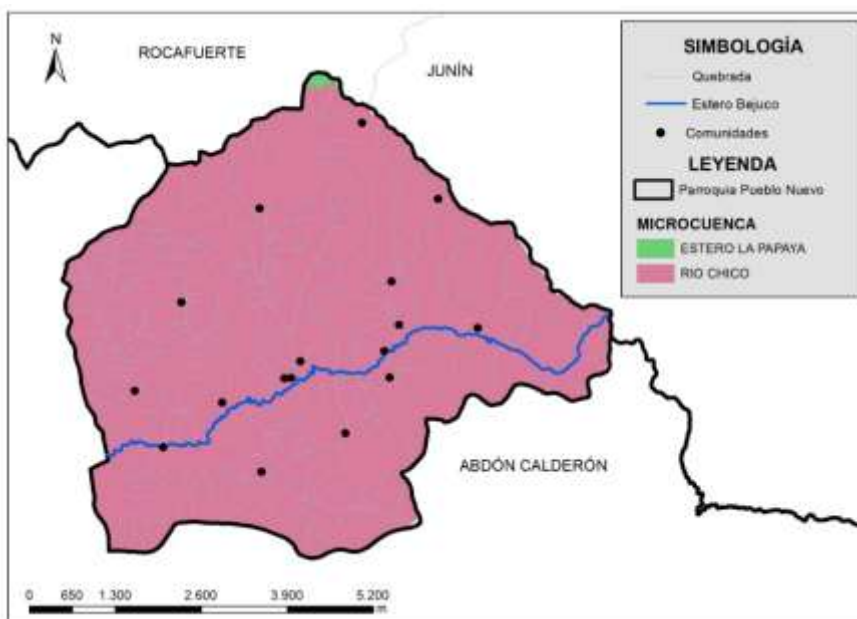 N
ROCAFUERTE
JUNÍN
ABDÓN CALDERÓN
SIMBOLOGÌA
Quebrada
Estero Bejuco
Comunidades
LEYENDA
Parroquia Pueblo Nuevo
MICROCUENCA
ESTERO LA PAPAYA
RIO CHICO
0 650 1.300 2.600 3.900 5.200
m